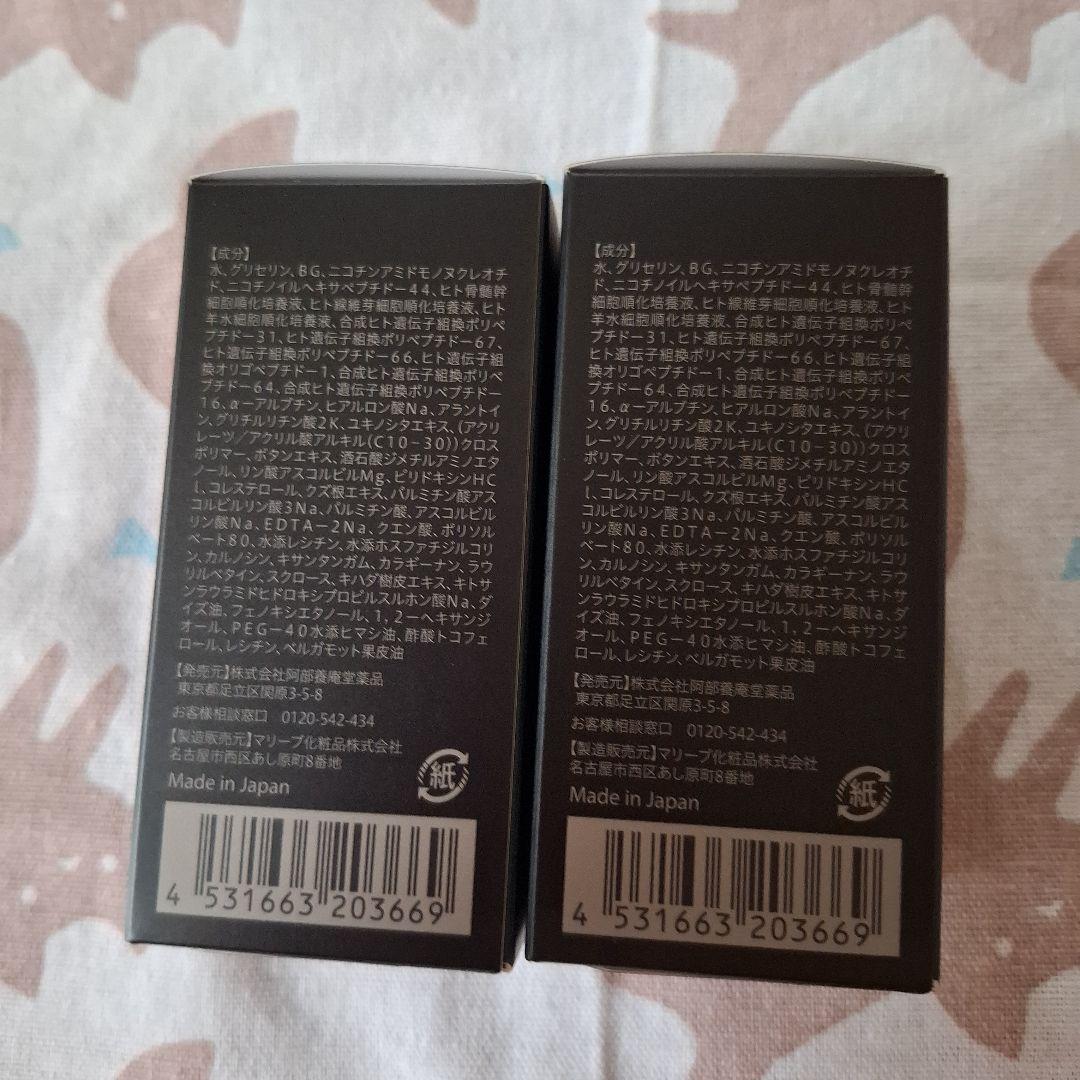 【成分】
水、グリセリン、BG、ニコチンアミドモノヌクレオチ
ド、ニコチノイルヘキサペプチドー44、ヒト骨髄幹
細胞順化培養液、ヒト線維芽細胞順化培養液、ヒト
羊水細胞順化培養液、合成ヒト遺伝子組換ポリペ
プチドー31、ヒト遺伝子組換ポリペプチドー67、
ヒト遺伝子組換ポリペプチドー66、ヒト遺伝子組
換オリゴペプチドー1、合成ヒト遺伝子組換ポリペ
プチドー64、合成ヒト遺伝子組換ポリペプチドー
16、α－アルブチン、ヒアルロン酸Na、アラントイ
ン、グリチルリチン酸2K、ユキノシタエキス、(アクリ
レーツ／アクリル酸アルキル(C10－30))クロス
ポリマー、ボタンエキス、酒石酸ジメチルアミノエタ
ノール、リン酸アスコルビルMg、ピリドキシンHC
l、コレステロール、クズ根エキス、パルミチン酸アス
コルビルリン酸3Na、パルミチン酸、アスコルビル
リン酸Na、EDTA－2Na、クエン酸、ポリソル
ベート80、水添レシチン、水添ホスファチジルコリ
ン、カルノシン、キサンタンガム、カラギーナン、ラウ
リルベタイン、スクロース、キハダ樹皮エキス、キトサ
ンラウラミドヒドロキシプロピルスルホン酸Na、ダ
イズ油、フェノキシエタノール、1，2－ヘキサンジ
オール、PEG－40水添ヒマシ油、酢酸トコフェ
ロール、レシチン、ベルガモット果皮油
【発売元】株式会社阿部養庵堂薬品
東京都足立区関原3-5-8
お客様相談窓口 0120-542-434
【製造販売元】マリーブ化粧品株式会社
名古屋市西区あし原町8番地
紙
Made in Japan
4 531663 203669
【成分】
水、グリセリン、BG、ニコチンアミドモノヌクレオチ
ド、ニコチノイルヘキサペプチドー44、ヒト骨髄幹
細胞順化培養液、ヒト線維芽細胞順化培養液、ヒト
羊水細胞順化培養液、合成ヒト遺伝子組換ポリペ
プチドー31、ヒト遺伝子組換ポリペプチドー67、
ヒト遺伝子組換ポリペプチドー66、ヒト遺伝子組
換オリゴペプチドー1、合成ヒト遺伝子組換ポリペ
プチドー64、合成ヒト遺伝子組換ポリペプチドー
16、α－アルブチン、ヒアルロン酸Na、アラントイ
ン、グリチルリチン酸2K、ユキノシタエキス、(アクリ
レーツ／アクリル酸アルキル(C10－30))クロス
ポリマー、ボタンエキス、酒石酸ジメチルアミノエタ
ノール、リン酸アスコルビルMg、ピリドキシンHC
l、コレステロール、クズ根エキス、パルミチン酸アス
コルビルリン酸3Na、パルミチン酸、アスコルビル
リン酸Na、EDTA－2Na、クエン酸、ポリソル
ベート80、水添レシチン、水添ホスファチジルコリ
ン、カルノシン、キサンタンガム、カラギーナン、ラウ
リルベタイン、スクロース、キハダ樹皮エキス、キトサ
ンラウラミドヒドロキシプロピルスルホン酸Na、ダ
イズ油、フェノキシエタノール、1，2－ヘキサンジ
オール、PEG－40水添ヒマシ油、酢酸トコフェ
ロール、レシチン、ベルガモット果皮油
【発売元】株式会社阿部養庵堂薬品
東京都足立区関原3-5-8
お客様相談窓口 0120-542-434
【製造販売元】マリーブ化粧品株式会社
名古屋市西区あし原町8番地
紙
Made in Japan
4 531663 203669